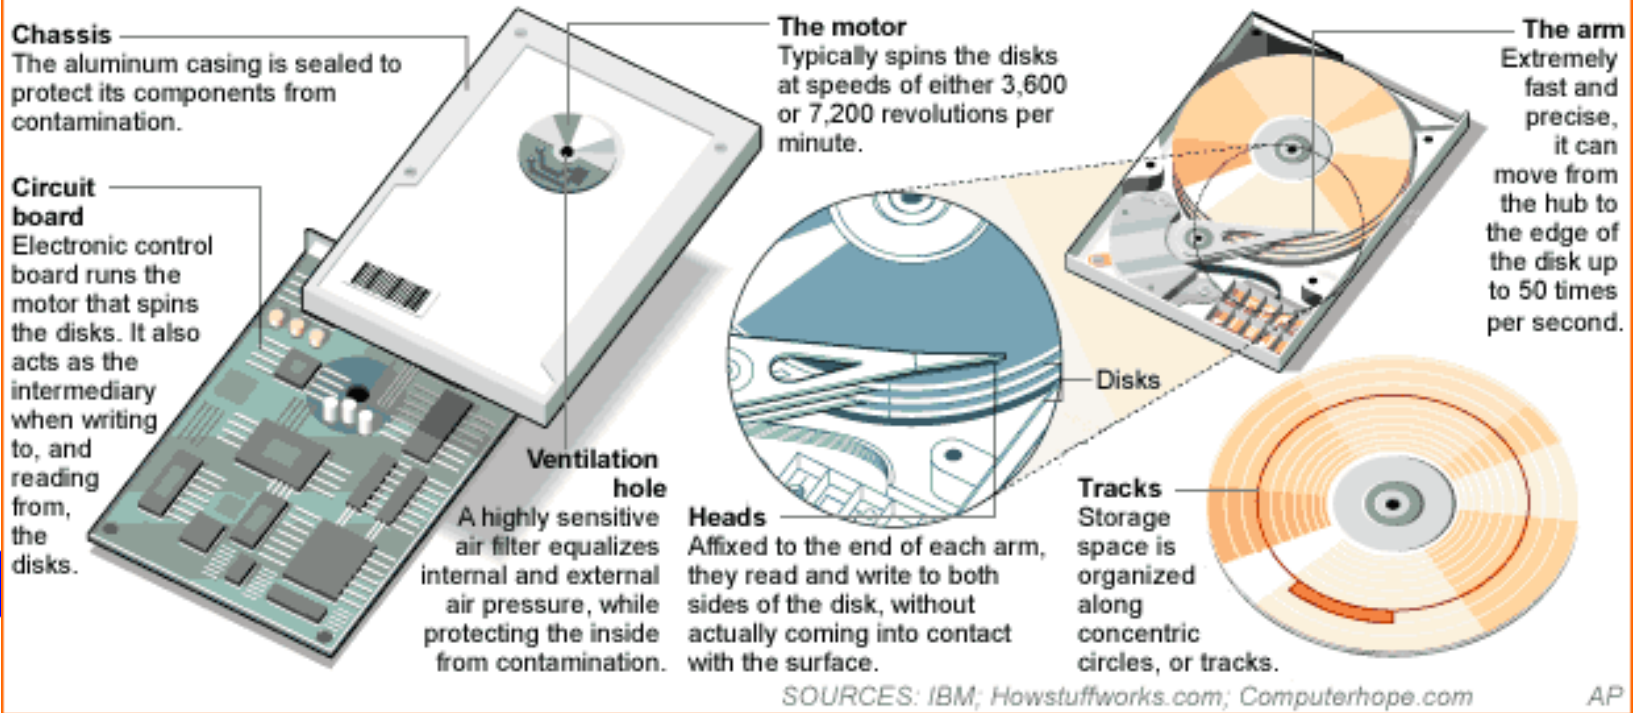 Chassis
The aluminum casing is sealed to
protect its components from
contamination.
Circuit
board
Electronic control
board runs the
motor that spins
the disks. It also
acts as the
intermediary
when writing
to, and
reading
from,
the
disks.
The motor
Typically spins the disks
at speeds of either 3,600
or 7,200 revolutions per
minute.
The arm
Extremely
fast and
precise,
it can
move from
the hub to
the edge of
the disk up
to 50 times
per second.
Disks
Ventilation
hole
A highly sensitive
air filter equalizes
internal and external
air pressure, while
protecting the inside
from contamination.
Heads
Affixed to the end of each arm,
they read and write to both
sides of the disk, without
actually coming into contact
with the surface.
Tracks
Storage
space is
organized
along
concentric
circles, or tracks.
SOURCES: IBM; Howstuffworks.com; Computerhope.com AP